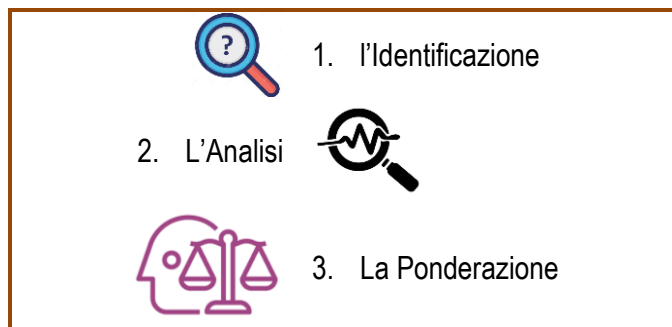 ?
1. l’Identificazione
2. L’Analisi
3. La Ponderazione